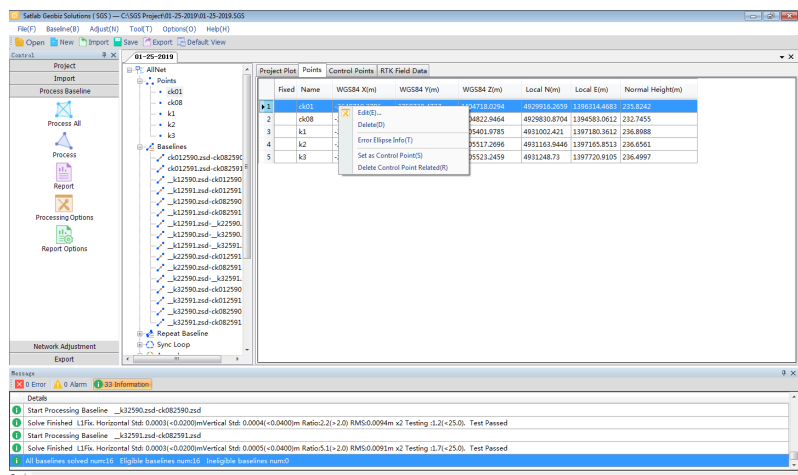 Satlab Geobiz Solutions ( SGS ) — C:\SGS Project\01-25-2019\01-25-2019.SGS
File(F) Baseline(B) Adjust(N) Tool(T) Options(O) Help(H)
Open New Import Save Export Default View
Control
01-25-2019
Project
Import
Process Baseline
Process All
Process
Report
Processing Options
Report Options
Network Adjustment
Export
AllNet
Points
ck01
ck08
k1
k2
k3
Baselines
ck012590.zsd-ck08259(
ck012591.zsd-ck082591
_k12590.zsd-ck012590
_k12591.zsd-ck012591
_k12590.zsd-ck082590
_k12591.zsd-ck082591
_k12590.zsd-_k22590.
_k12590.zsd-_k32590.
_k12591.zsd-_k32591.
_k22590.zsd-ck012591
_k22590.zsd-ck082591
_k22590.zsd-_k32591.
_k32590.zsd-ck012590
_k32591.zsd-ck012591
_k32590.zsd-ck082590
_k32591.zsd-ck082591
Repeat Baseline
Sync Loop
Project Plot Points Control Points RTK Field Data
Fixed Name WGS84 X(m) WGS84 Y(m) WGS84 Z(m) Local N(m) Local E(m) Normal Height(m)
1 ck01 4404718.0294 4929916.2659 1396314.4683 235.8242
2 ck08 04822.9464 4929830.8704 1394583.0612 232.7455
3 k1 05401.9785 4931002.421 1397180.3612 236.8988
4 k2 05517.2696 4931163.9446 1397165.8513 236.6561
5 k3 05523.2459 4931248.73 1397720.9105 236.4997
Edit(E)...
Delete(D)
Error Ellipse Info(T)
Set as Control Point(S)
Delete Control Point Related(R)
Message
0 Error 0 Alarm 33 Information
Details
Start Processing Baseline _k32590.zsd-ck082590.zsd
Solve Finished L1Fix. Horizontal Std: 0.0003(<0.0200)mVertical Std: 0.0004(<0.0400)m Ratio:2.2(>2.0) RMS:0.0094m x2 Testing :1.2(<25.0). Test Passed
Start Processing Baseline _k32591.zsd-ck082591.zsd
Solve Finished L1Fix. Horizontal Std: 0.0003(<0.0200)mVertical Std: 0.0005(<0.0400)m Ratio:5.1(>2.0) RMS:0.0091m x2 Testing :1.7(<25.0). Test Passed
All baselines solved num:16 Eligible baselines num:16 Ineligible baselines num:0